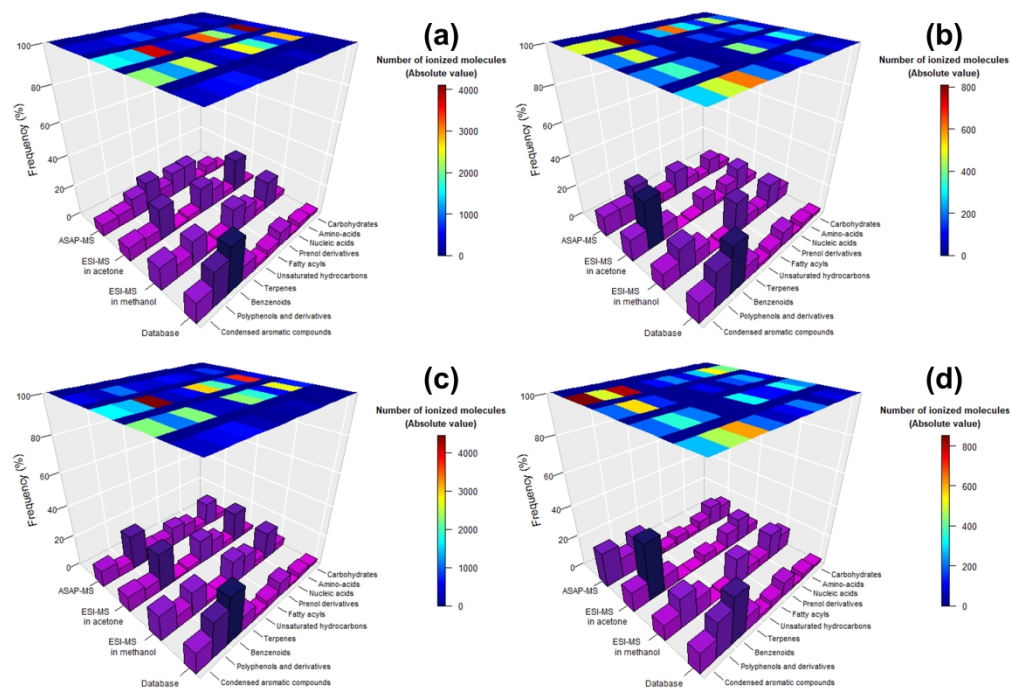 (a)
Number of ionized molecules
(Absolute value)
4000
3000
2000
1000
0
100
80
60
40
20
0
Frequency (%)
ASAP-MS
ESI-MS
in acetone
ESI-MS
in methanol
Database
Carbohydrates
Amino-acids
Nucleic acids
Prenol derivatives
Fatty acyls
Unsaturated hydrocarbons
Terpenes
Benzenoids
Polyphenols and derivatives
Condensed aromatic compounds
(b)
Number of ionized molecules
(Absolute value)
800
600
400
200
0
100
80
60
40
20
0
Frequency (%)
ASAP-MS
ESI-MS
in acetone
ESI-MS
in methanol
Database
Carbohydrates
Amino-acids
Nucleic acids
Prenol derivatives
Fatty acyls
Unsaturated hydrocarbons
Terpenes
Benzenoids
Polyphenols and derivatives
Condensed aromatic compounds
(c)
Number of ionized molecules
(Absolute value)
4000
3000
2000
1000
0
100
80
60
40
20
0
Frequency (%)
ASAP-MS
ESI-MS
in acetone
ESI-MS
in methanol
Database
Carbohydrates
Amino-acids
Nucleic acids
Prenol derivatives
Fatty acyls
Unsaturated hydrocarbons
Terpenes
Benzenoids
Polyphenols and derivatives
Condensed aromatic compounds
(d)
Number of ionized molecules
(Absolute value)
800
600
400
200
0
100
80
60
40
20
0
Frequency (%)
ASAP-MS
ESI-MS
in acetone
ESI-MS
in methanol
Database
Carbohydrates
Amino-acids
Nucleic acids
Prenol derivatives
Fatty acyls
Unsaturated hydrocarbons
Terpenes
Benzenoids
Polyphenols and derivatives
Condensed aromatic compounds